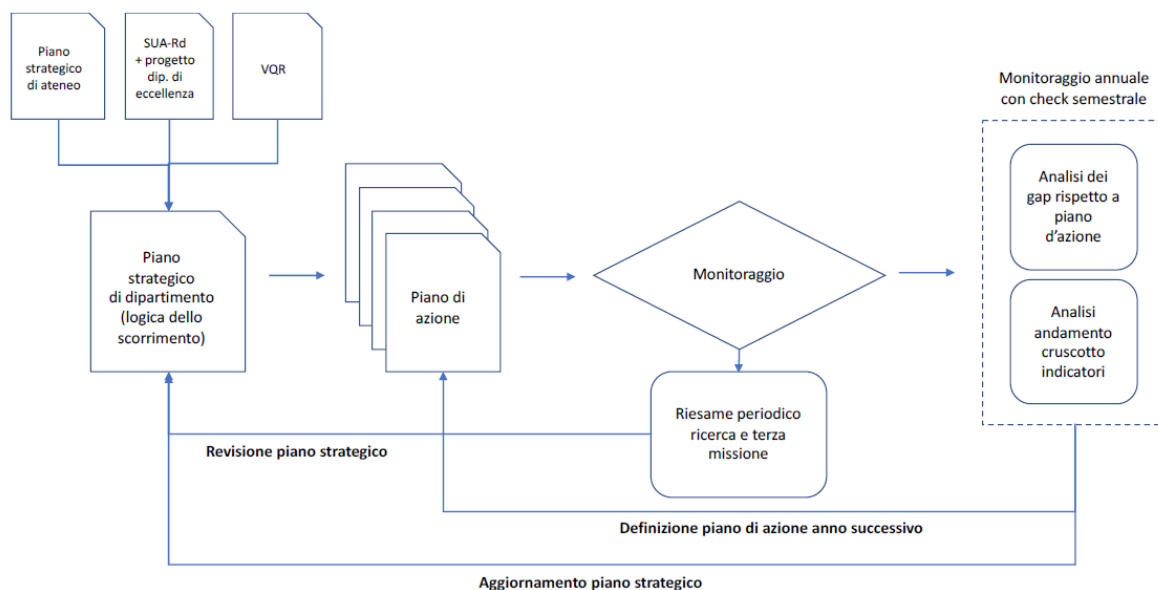 Piano
strategico
di ateneo
SUA-Rd
+ progetto
dip. di
eccellenza
VQR
Monitoraggio annuale
con check semestrale
Piano
strategico
di dipartimento
(logica dello
scorrimento)
Piano di
azione
Monitoraggio
Analisi dei
gap rispetto a
piano
d'azione
Analisi
andamento
cruscotto
indicatori
Riesame periodico
ricerca e terza
missione
Revisione piano strategico
Definizione piano di azione anno successivo
Aggiornamento piano strategico